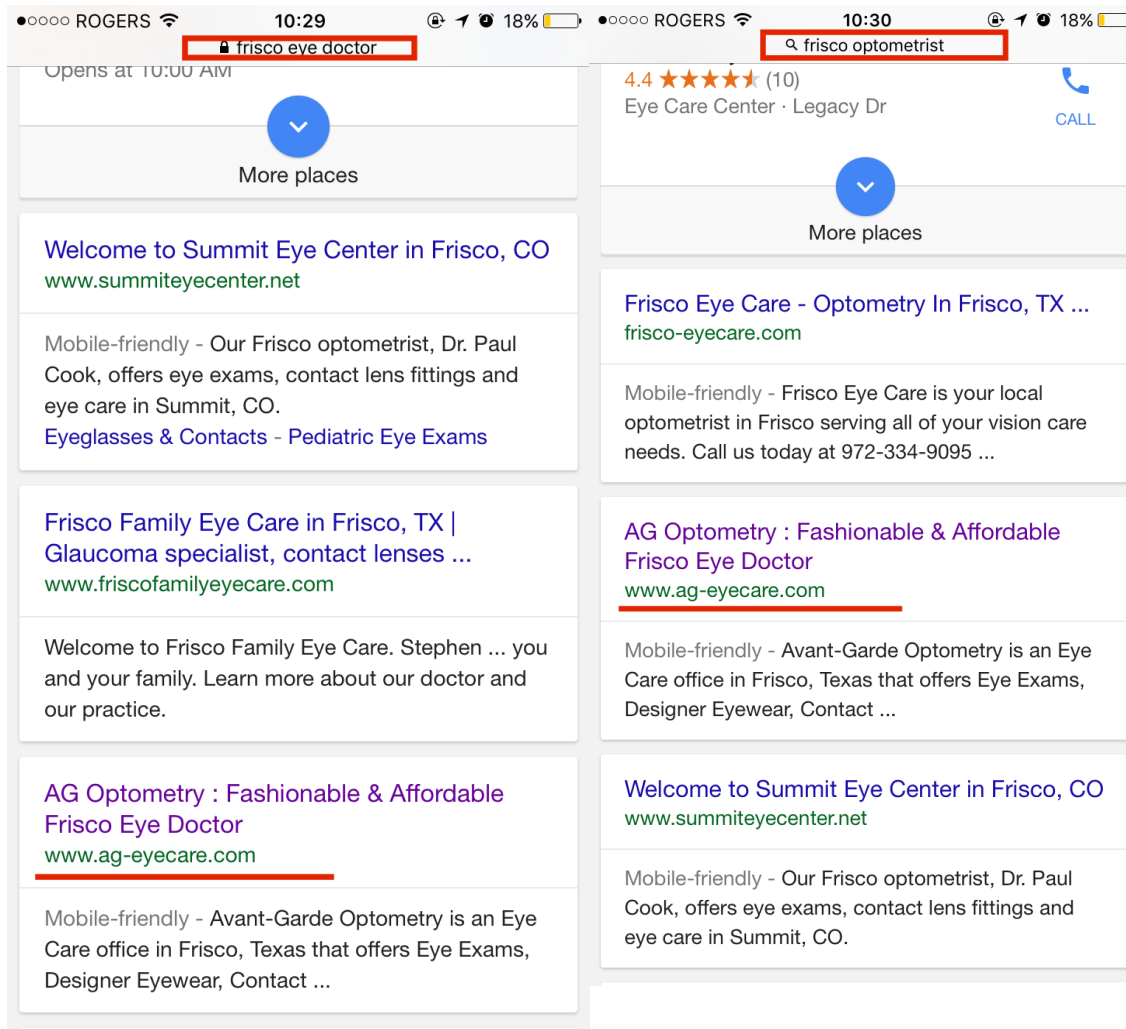 ROGERS 10:29 18%
frisco eye doctor
Opens at 10:00 AM
More places
Welcome to Summit Eye Center in Frisco, CO
www.summiteyecenter.net
Mobile-friendly - Our Frisco optometrist, Dr. Paul
Cook, offers eye exams, contact lens fittings and
eye care in Summit, CO.
Eyeglasses & Contacts - Pediatric Eye Exams
Frisco Family Eye Care in Frisco, TX |
Glaucoma specialist, contact lenses ...
www.friscofamilyeyecare.com
Welcome to Frisco Family Eye Care. Stephen ... you
and your family. Learn more about our doctor and
our practice.
AG Optometry : Fashionable & Affordable
Frisco Eye Doctor
www.ag-eyecare.com
Mobile-friendly - Avant-Garde Optometry is an Eye
Care office in Frisco, Texas that offers Eye Exams,
Designer Eyewear, Contact ...
ROGERS 10:30 18%
frisco optometrist
4.4 (10)
Eye Care Center · Legacy Dr
CALL
More places
Frisco Eye Care - Optometry In Frisco, TX ...
frisco-eyecare.com
Mobile-friendly - Frisco Eye Care is your local
optometrist in Frisco serving all of your vision care
needs. Call us today at 972-334-9095 ...
AG Optometry : Fashionable & Affordable
Frisco Eye Doctor
www.ag-eyecare.com
Mobile-friendly - Avant-Garde Optometry is an Eye
Care office in Frisco, Texas that offers Eye Exams,
Designer Eyewear, Contact ...
Welcome to Summit Eye Center in Frisco, CO
www.summiteyecenter.net
Mobile-friendly - Our Frisco optometrist, Dr. Paul
Cook, offers eye exams, contact lens fittings and
eye care in Summit, CO.